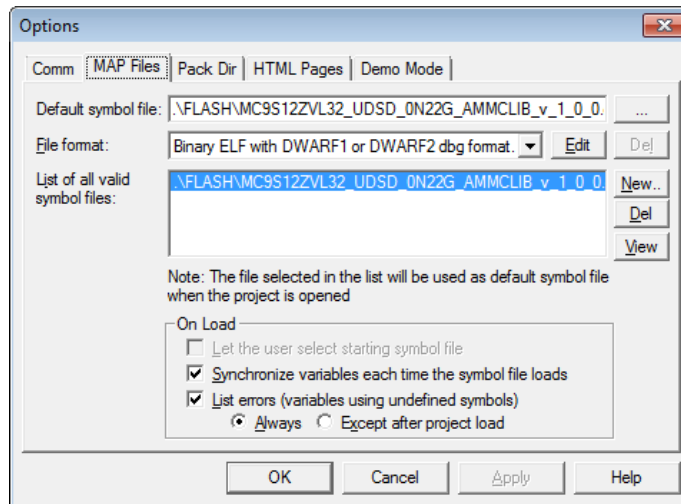 Options
Comm MAP Files Pack Dir HTML Pages Demo Mode
Default symbol file: .\FLASH\MC9S12ZVL32_UDSD_0N22G_AMMCLIB_v_1_0_0. ...
File format: Binary ELF with DWARF1 or DWARF2 dbg format. Edit Del
List of all valid .\FLASH\MC9S12ZVL32_UDSD_0N22G_AMMCLIB_v_1_0_0. New..
symbol files:
Del
View
Note: The file selected in the list will be used as default symbol file
when the project is opened
On Load
Let the user select starting symbol file
Synchronize variables each time the symbol file loads
List errors (variables using undefined symbols)
Always Except after project load
OK Cancel Apply Help